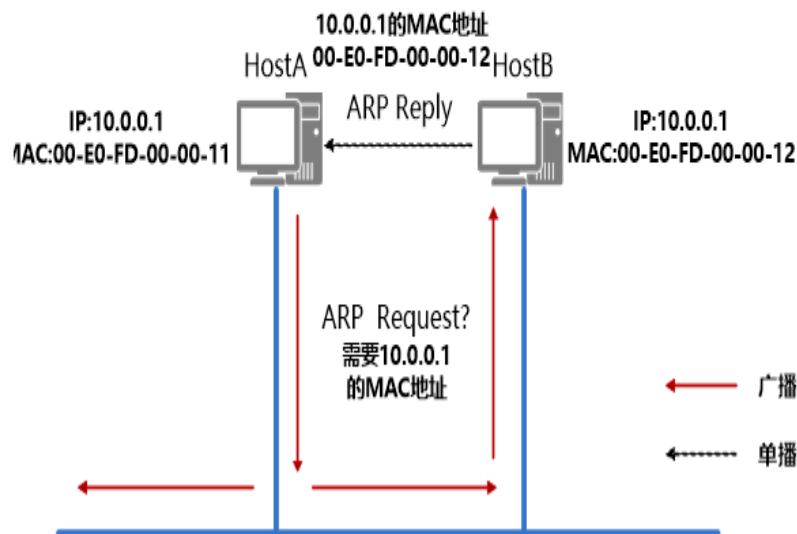 10.0.0.1的MAC地址
00-E0-FD-00-00-12
HostA
HostB
ARP Reply
IP:10.0.0.1
MAC:00-E0-FD-00-00-11
IP:10.0.0.1
MAC:00-E0-FD-00-00-12
ARP Request?
需要10.0.0.1
的MAC地址
广播
单播